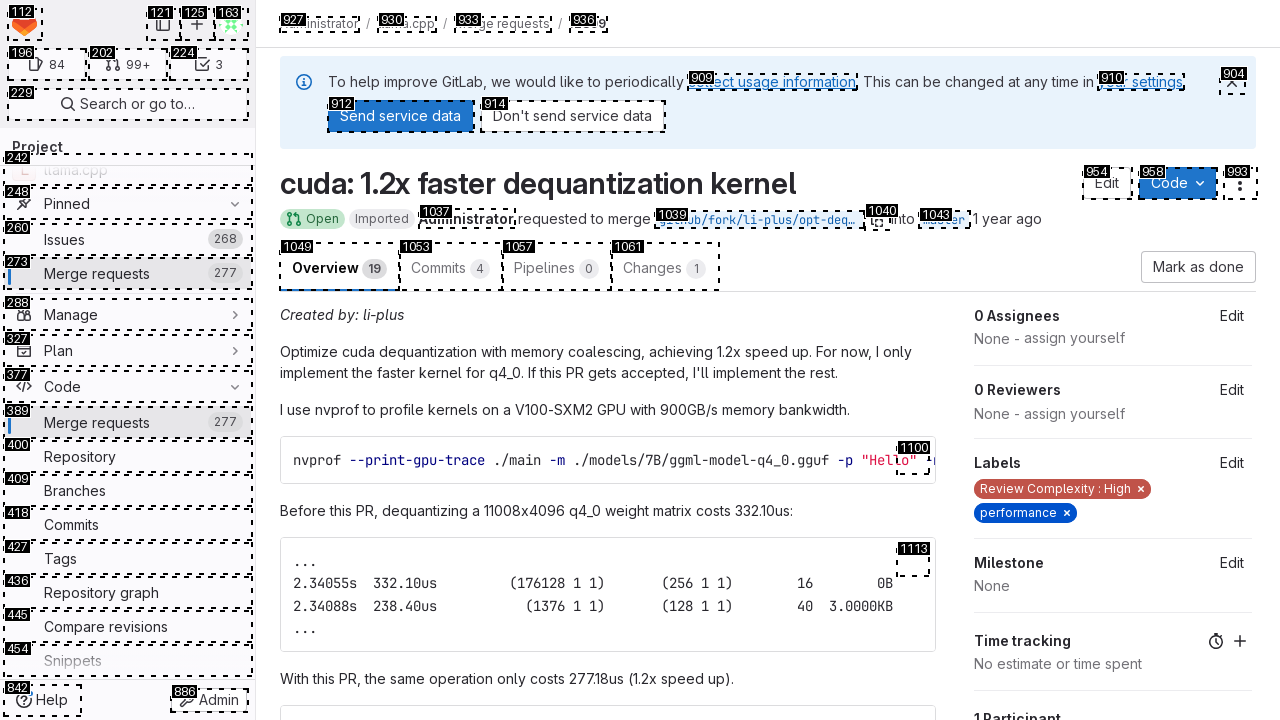 112
121
125
163
196
84
202
99+
224
3
229
Search or go to…
Project
242
llama.cpp
248
Pinned
260
Issues
268
273
Merge requests
277
288
Manage
327
Plan
377
Code
389
Merge requests
277
400
Repository
409
Branches
418
Commits
427
Tags
436
Repository graph
445
Compare revisions
454
Snippets
842
Help
886
Admin
927
930
933
936
/ / /
Merge requests
To help improve GitLab, we would like to periodically collect usage information. This can be changed at any time in your settings.
909
910
904
912
Send service data
914
Don't send service data
cuda: 1.2x faster dequantization kernel
954
Edit
958
Code
993
Open
Imported
1037
Administrator requested to merge
1039
github/fork/li-plus/opt-deq…
1040
into
1043
master
1 year ago
1049
Overview 19
1053
Commits 4
1057
Pipelines 0
1061
Changes 1
Mark as done
Created by: li-plus
Optimize cuda dequantization with memory coalescing, achieving 1.2x speed up. For now, I only
implement the faster kernel for q4_0. If this PR gets accepted, I'll implement the rest.
I use nvprof to profile kernels on a V100-SXM2 GPU with 900GB/s memory bankwidth.
1100
nvprof --print-gpu-trace ./main -m ./models/7B/ggml-model-q4_0.gguf -p "Hello"
Before this PR, dequantizing a 11008x4096 q4_0 weight matrix costs 332.10us:
1113
...
2.34055s 332.10us (176128 1 1) (256 1 1) 16 0B
2.34088s 238.40us (1376 1 1) (128 1 1) 40 3.0000KB
...
With this PR, the same operation only costs 277.18us (1.2x speed up).
0 Assignees
Edit
None - assign yourself
0 Reviewers
Edit
None - assign yourself
Labels
Edit
Review Complexity : High ×
performance ×
Milestone
Edit
None
Time tracking
No estimate or time spent
1 Participant